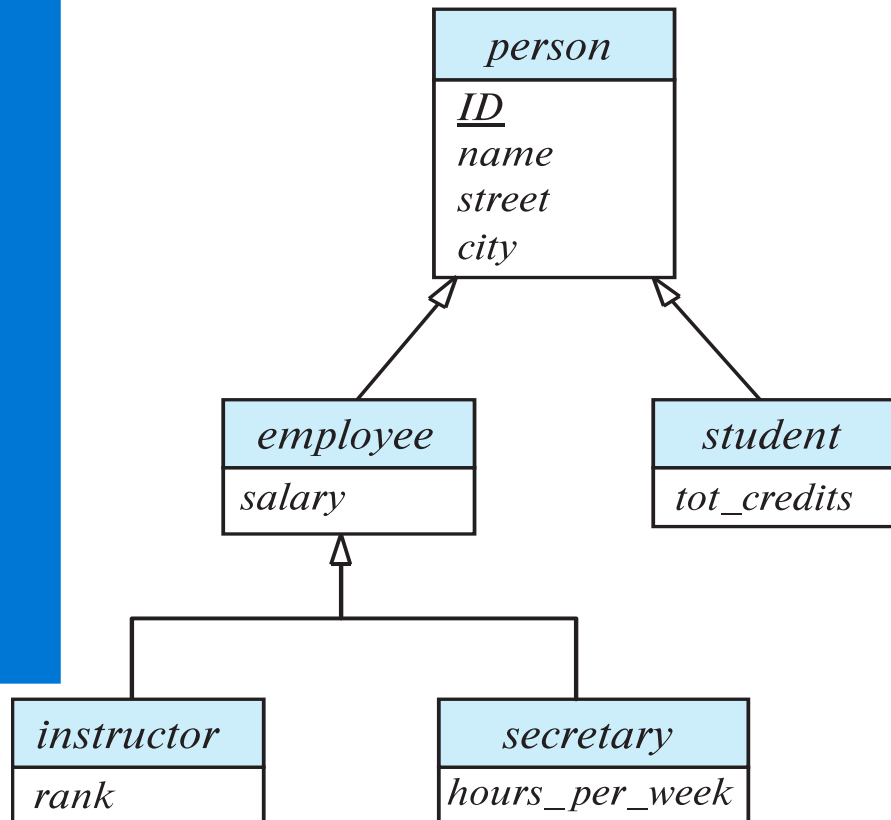 person
ID
name
street
city
employee
student
salary
tot_credits
instructor
secretary
rank
hours_per_week